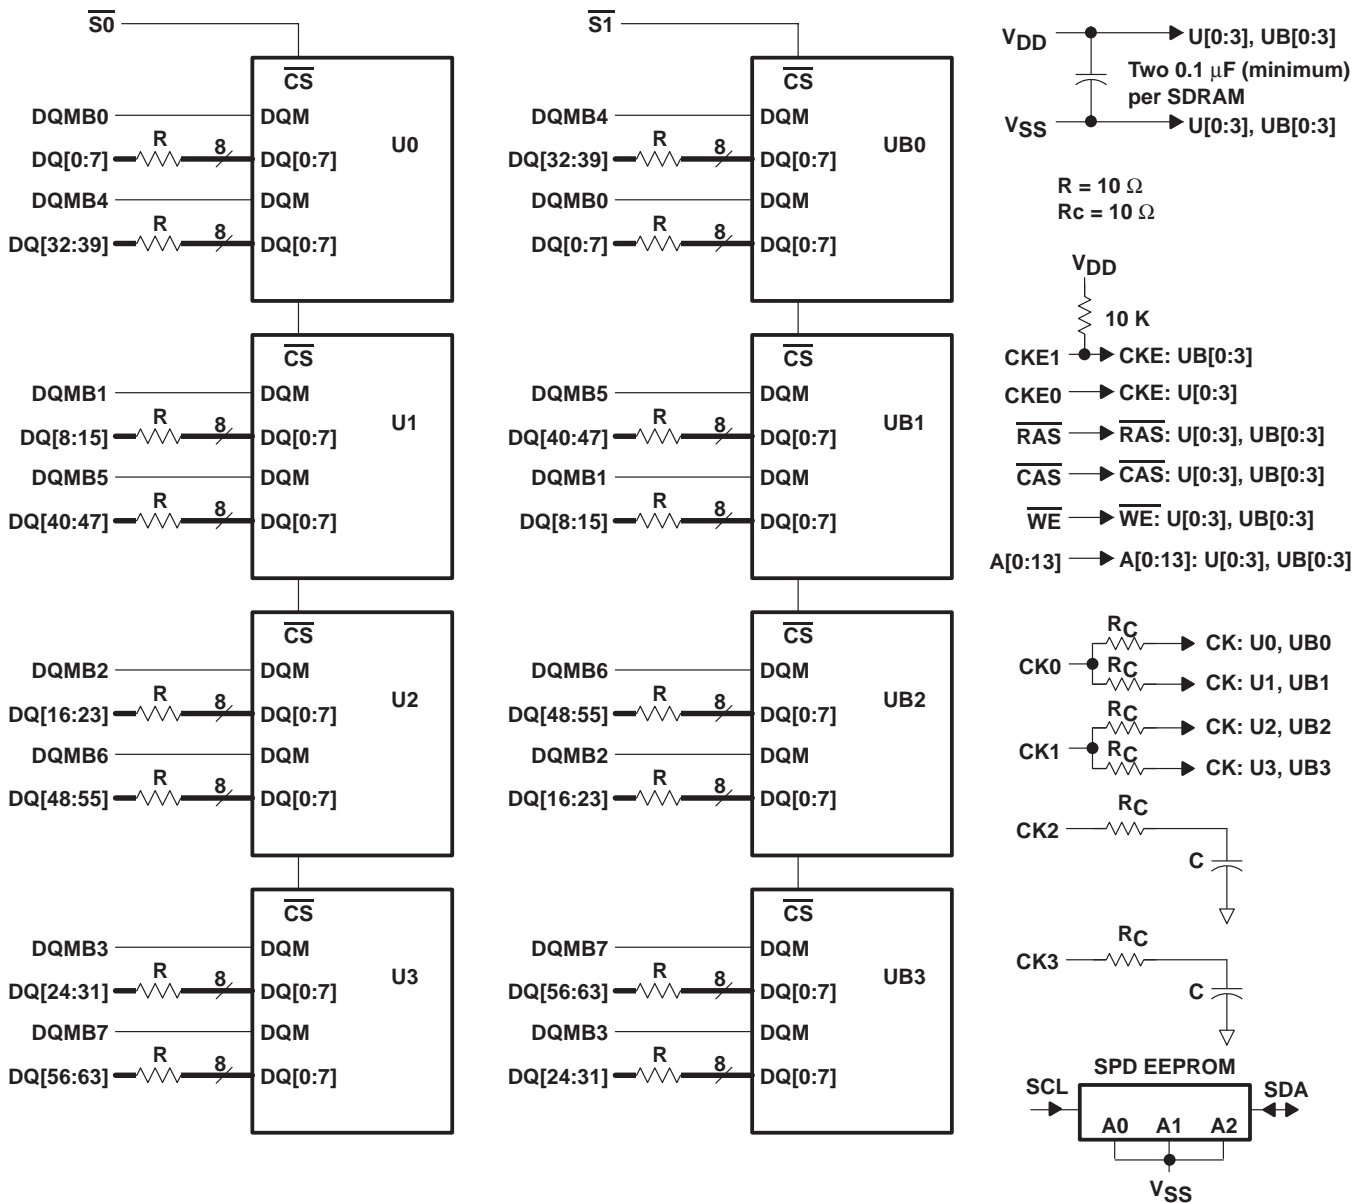 S0
CS
DQMB0 DQM
U0
R 8
DQ[0:7] DQ[0:7]
DQMB4 DQM
R 8
DQ[32:39] DQ[0:7]
CS
DQMB1 DQM
U1
R 8
DQ[8:15] DQ[0:7]
DQMB5 DQM
R 8
DQ[40:47] DQ[0:7]
CS
DQMB2 DQM
U2
R 8
DQ[16:23] DQ[0:7]
DQMB6 DQM
R 8
DQ[48:55] DQ[0:7]
CS
DQMB3 DQM
U3
R 8
DQ[24:31] DQ[0:7]
DQMB7 DQM
R 8
DQ[56:63] DQ[0:7]
S1
CS
DQMB4 DQM
UB0
R 8
DQ[32:39] DQ[0:7]
DQMB0 DQM
R 8
DQ[0:7] DQ[0:7]
CS
DQMB5 DQM
UB1
R 8
DQ[40:47] DQ[0:7]
DQMB1 DQM
R 8
DQ[8:15] DQ[0:7]
CS
DQMB6 DQM
UB2
R 8
DQ[48:55] DQ[0:7]
DQMB2 DQM
R 8
DQ[16:23] DQ[0:7]
CS
DQMB7 DQM
UB3
R 8
DQ[56:63] DQ[0:7]
DQMB3 DQM
R 8
DQ[24:31] DQ[0:7]
VDD U[0:3], UB[0:3]
Two 0.1 μF (minimum)
per SDRAM
VSS U[0:3], UB[0:3]
R = 10 Ω
Rc = 10 Ω
VDD
10 K
CKE1 CKE: UB[0:3]
CKE0 CKE: U[0:3]
RAS RAS: U[0:3], UB[0:3]
CAS CAS: U[0:3], UB[0:3]
WE WE: U[0:3], UB[0:3]
A[0:13] A[0:13]: U[0:3], UB[0:3]
RC CK: U0, UB0
CK0
RC CK: U1, UB1
RC CK: U2, UB2
CK1
RC CK: U3, UB3
RC
CK2
C
RC
CK3
C
SPD EEPROM
SCL SDA
A0 A1 A2
VSS